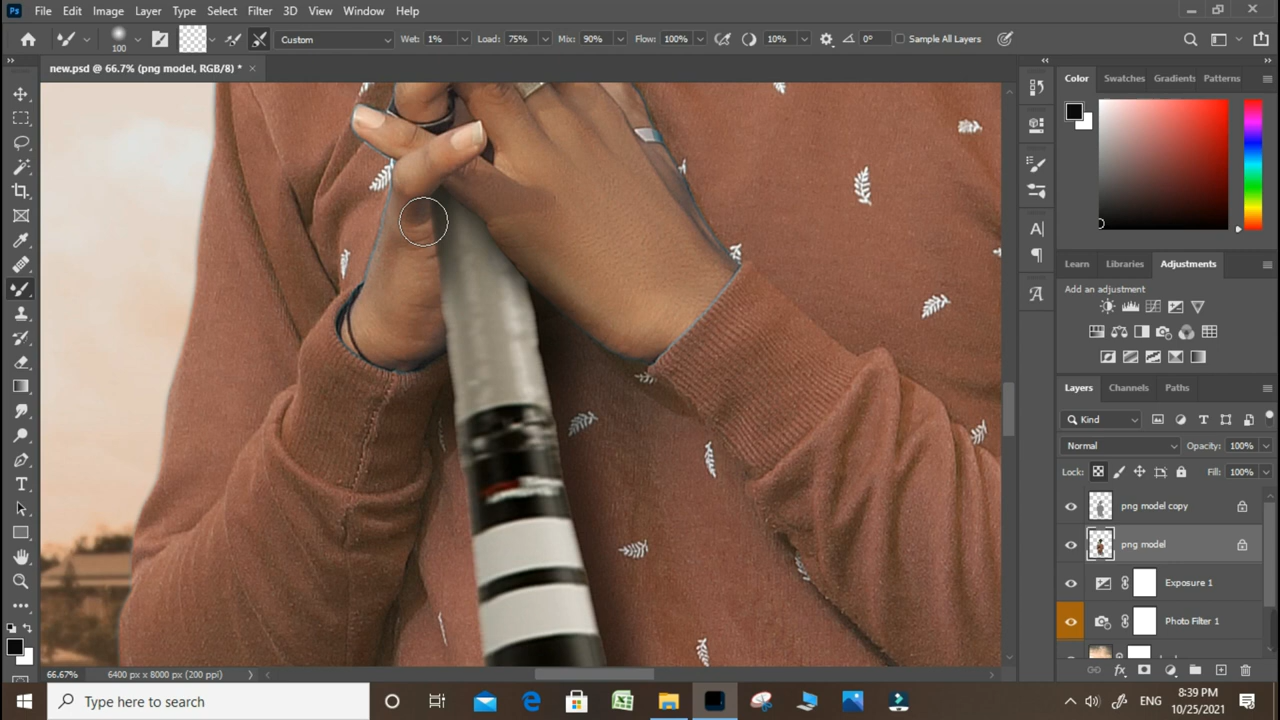 Ps File Edit Image Layer Type Select Filter 3D View Window Help
100 Custom Wet: 1% Load: 75% Mix: 90% Flow: 100% 10% 0° Sample All Layers
new.psd @ 66.7% (png model, RGB/8) * ×
Color Swatches Gradients Patterns
Learn Libraries Adjustments
Add an adjustment
Layers Channels Paths
Kind
Normal Opacity: 100%
Lock: Fill: 100%
png model copy
png model
Exposure 1
Photo Filter 1
66.67% 6400 px x 8000 px (200 ppi)
Type here to search
ENG
8:39 PM
10/25/2021